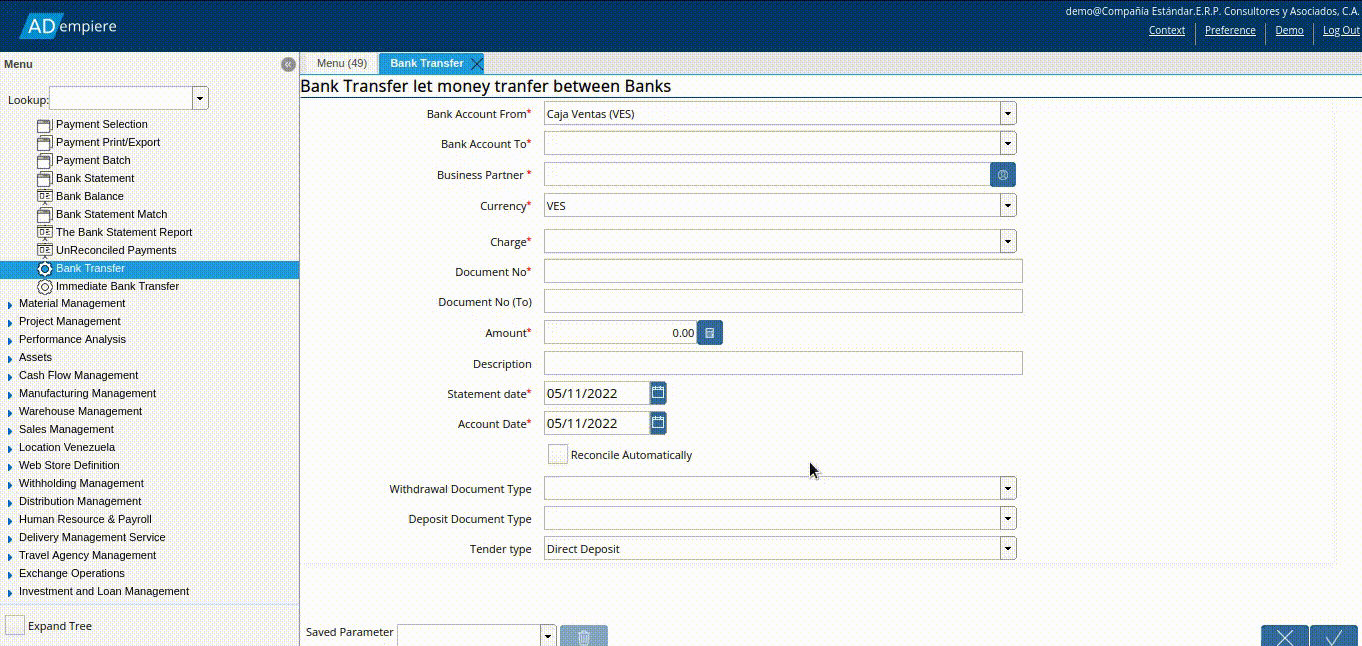 demo@Compañía Estándar.E.R.P. Consultores y Asociados, C.A.
ADempiere
Context Preference Demo Log Out
Menu
Menu (49) Bank Transfer
Bank Transfer let money tranfer between Banks
Lookup:
Payment Selection
Payment Print/Export
Payment Batch
Bank Statement
Bank Balance
Bank Statement Match
The Bank Statement Report
UnReconciled Payments
Bank Transfer
Immediate Bank Transfer
Material Management
Project Management
Performance Analysis
Assets
Cash Flow Management
Manufacturing Management
Warehouse Management
Sales Management
Location Venezuela
Web Store Definition
Withholding Management
Distribution Management
Human Resource & Payroll
Delivery Management Service
Travel Agency Management
Exchange Operations
Investment and Loan Management
Expand Tree
Bank Account From* Caja Ventas (VES)
Bank Account To*
Business Partner *
Currency* VES
Charge*
Document No*
Document No (To)
Amount* 0.00
Description
Statement date* 05/11/2022
Account Date* 05/11/2022
Reconcile Automatically
Withdrawal Document Type
Deposit Document Type
Tender type Direct Deposit
Saved Parameter